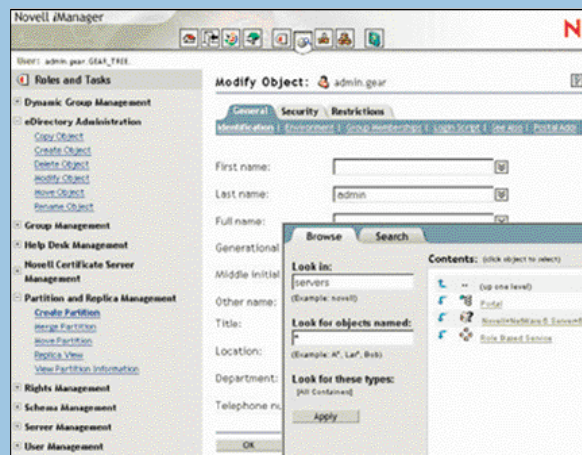 Novell iManager
N
User: admin.gear.GEAR_TREE.
Roles and Tasks
Dynamic Group Management
eDirectory Administration
Copy Object
Create Object
Delete Object
Modify Object
Move Object
Rename Object
Group Management
Help Desk Management
Novell Certificate Server
Management
Partition and Replica Management
Create Partition
Merge Partition
Move Partition
Replica View
View Partition Information
Rights Management
Schema Management
Server Management
User Management
Modify Object: admin.gear
General Security Restrictions
Identification | Environment | Group Memberships | Login Script | See Also | Postal Addr
First name:
Last name: admin
Full name:
Generational
Middle initial
Other name:
Title:
Location:
Department:
Telephone nu
OK
Browse Search
Look in:
servers
(Example: novell)
Look for objects named:
*
(Example: A*, Lar*, Bob)
Look for these types:
[All Contained]
Apply
Contents: (click object to select)
.. (up one level)
Portal
Role Based Service